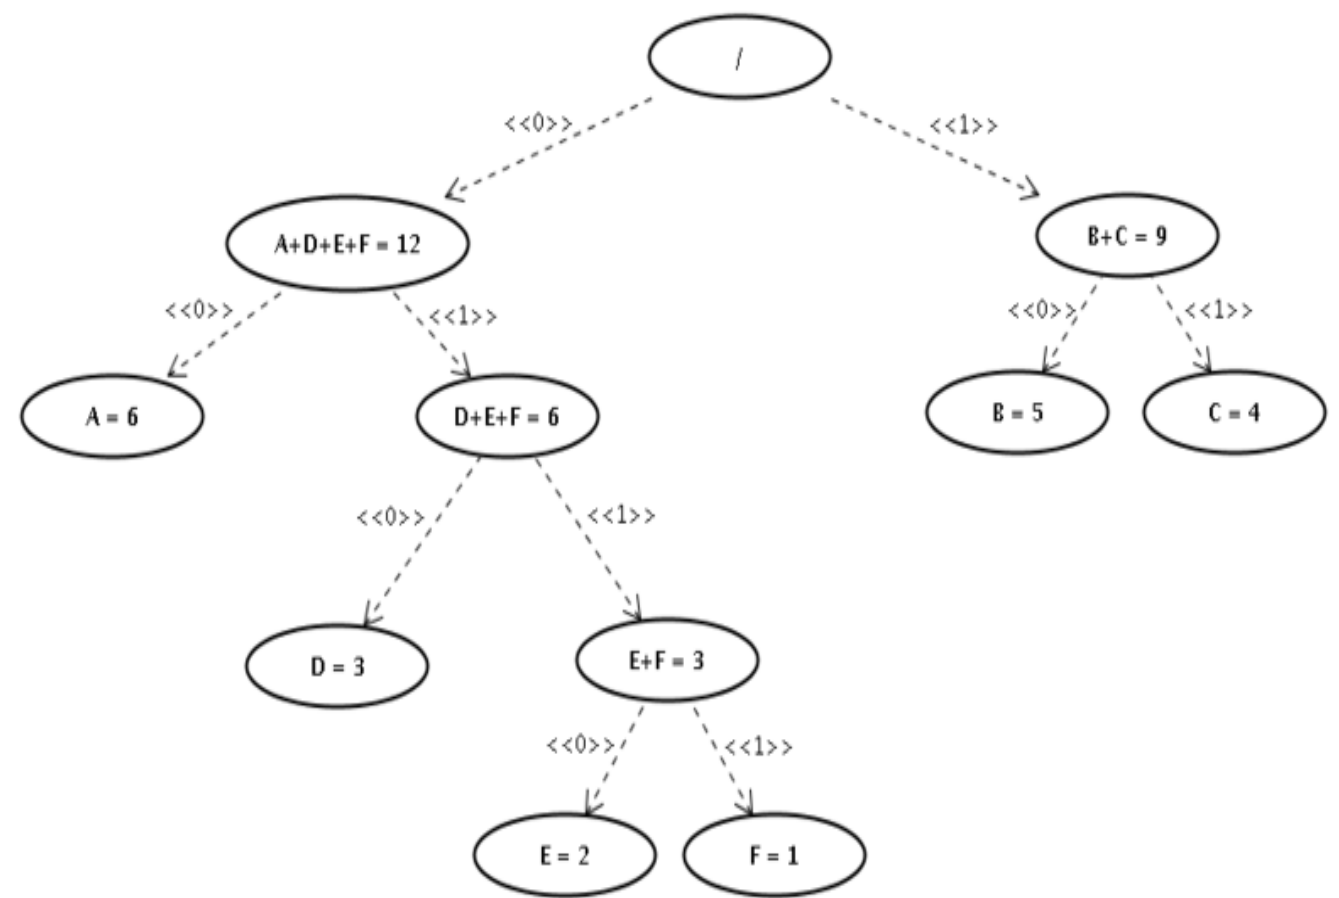 /
<<0>>
<<1>>
A+D+E+F = 12
B+C = 9
<<0>>
<<1>>
<<0>>
<<1>>
A = 6
D+E+F = 6
B = 5
C = 4
<<0>>
<<1>>
D = 3
E+F = 3
<<0>>
<<1>>
E = 2
F = 1